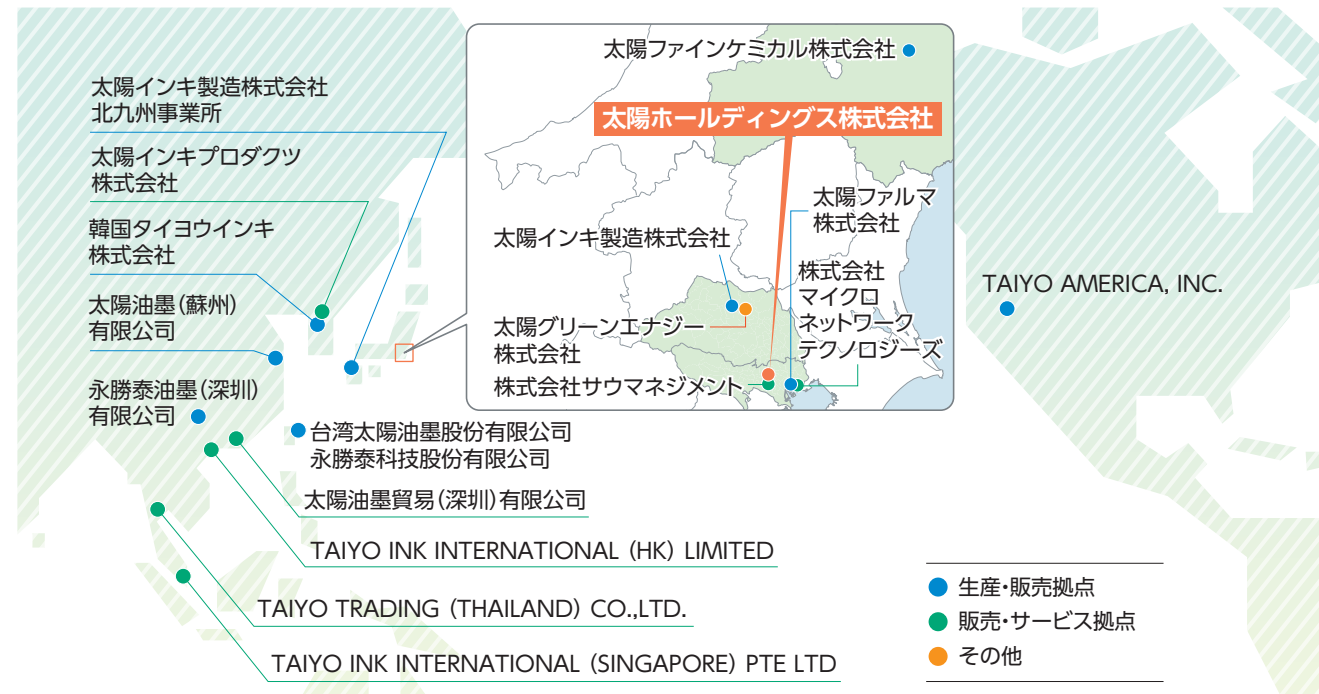 太陽インキ製造株式会社
北九州事業所
太陽インキプロダクツ
株式会社
韓国タイヨウインキ
株式会社
太陽油墨(蘇州)
有限公司
永勝泰油墨(深圳)
有限公司
太陽ファインケミカル株式会社
太陽ホールディングス株式会社
太陽ファルマ
株式会社
太陽インキ製造株式会社
株式会社
マイクロ
ネットワーク
テクノロジーズ
太陽グリーンエナジー
株式会社
株式会社サウマネジメント
TAIYO AMERICA, INC.
台湾太陽油墨股份有限公司
永勝泰科技股份有限公司
太陽油墨貿易(深圳)有限公司
TAIYO INK INTERNATIONAL (HK) LIMITED
TAIYO TRADING (THAILAND) CO.,LTD.
TAIYO INK INTERNATIONAL (SINGAPORE) PTE LTD
生産・販売拠点
販売・サービス拠点
その他